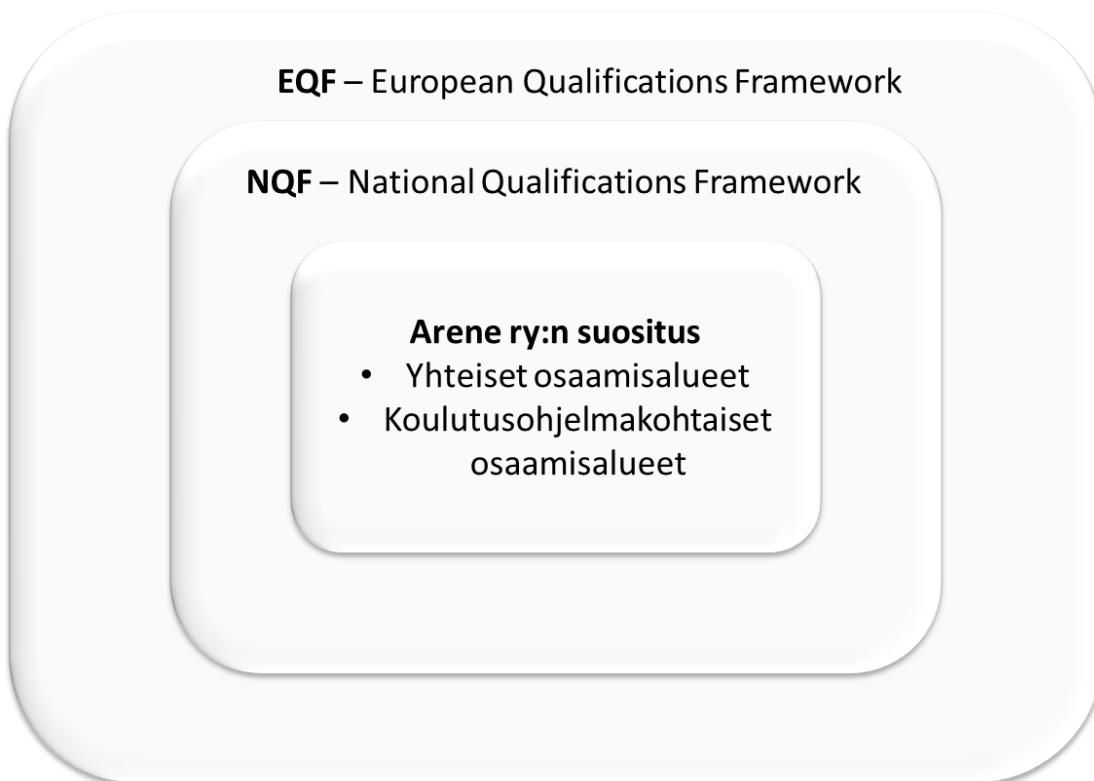 EQF – European Qualifications Framework
NQF – National Qualifications Framework
Arene ry:n suositus
• Yhteiset osaamisalueet
• Koulutusohjelmakohtaiset
osaamisalueet